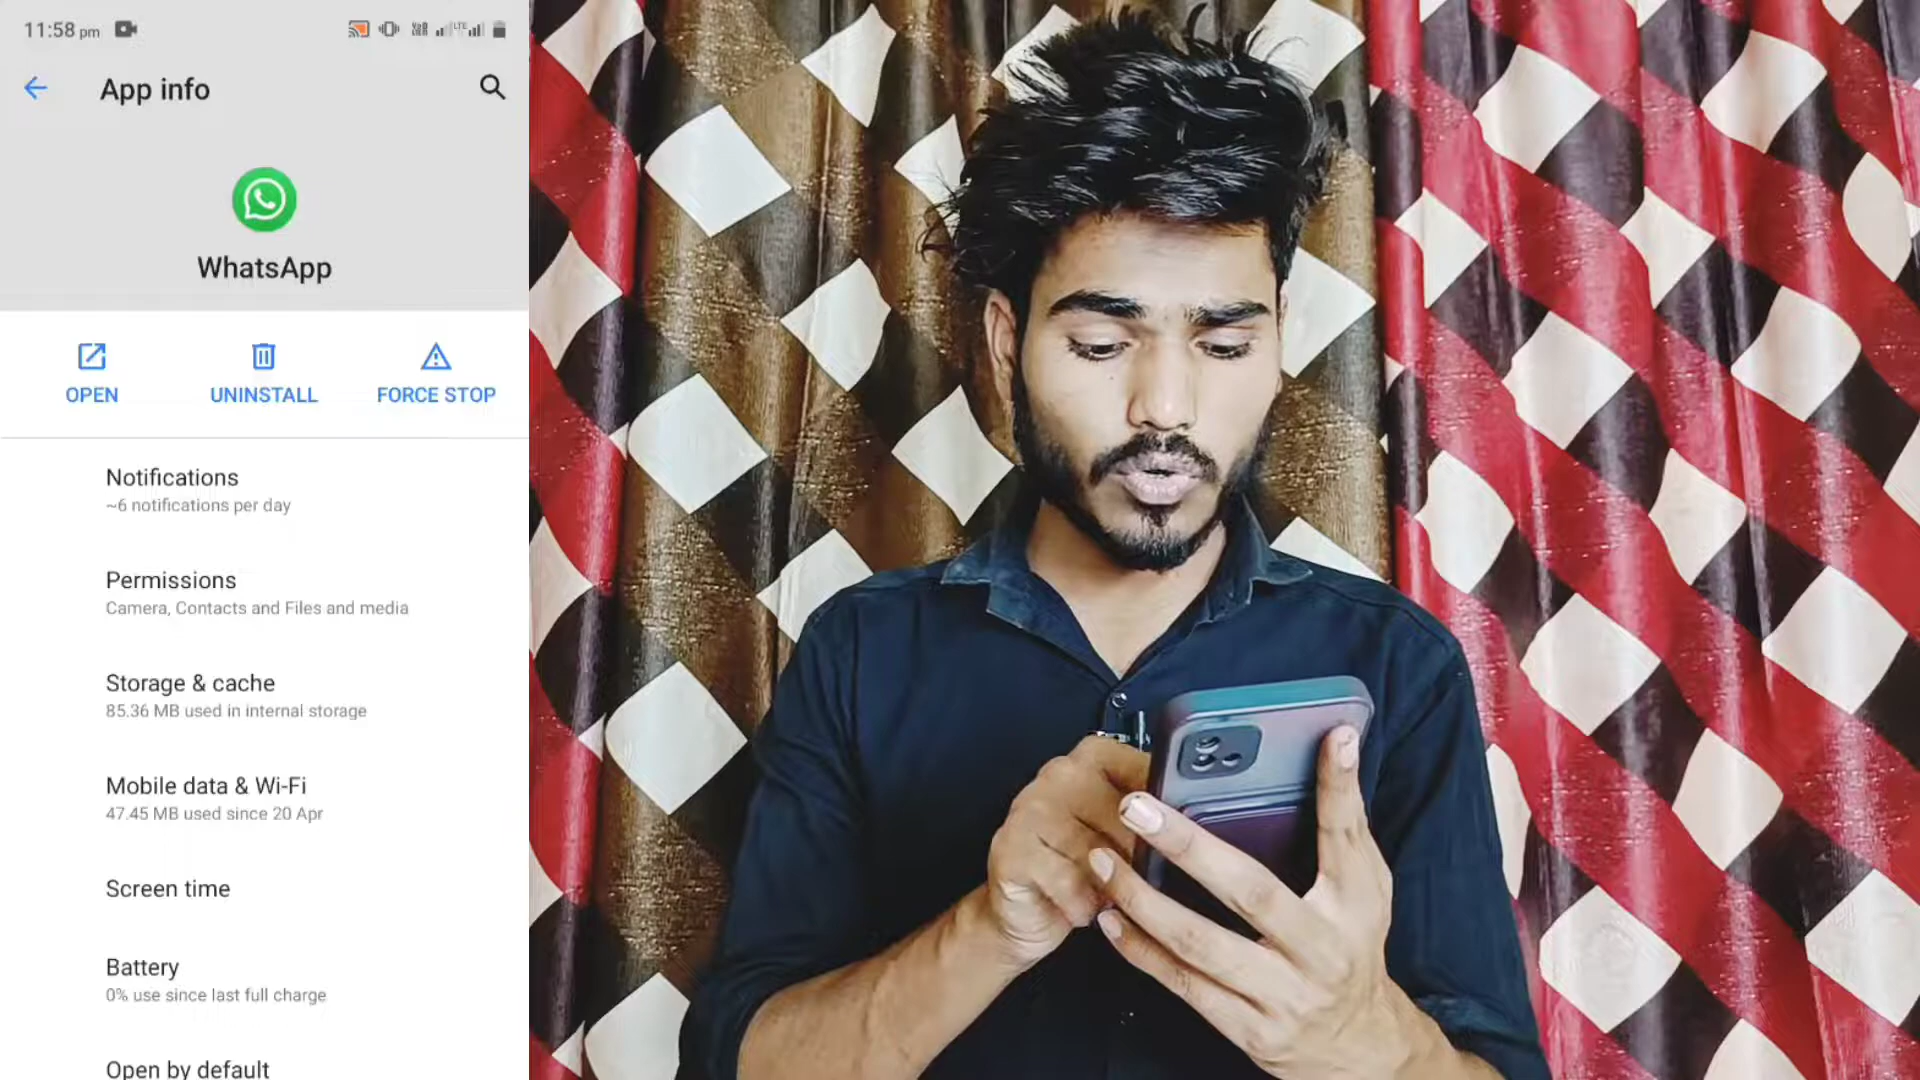 11:58 pm
App info
WhatsApp
OPEN
UNINSTALL
FORCE STOP
Notifications
~6 notifications per day
Permissions
Camera, Contacts and Files and media
Storage & cache
85.36 MB used in internal storage
Mobile data & Wi-Fi
47.45 MB used since 20 Apr
Screen time
Battery
0% use since last full charge
Open by default